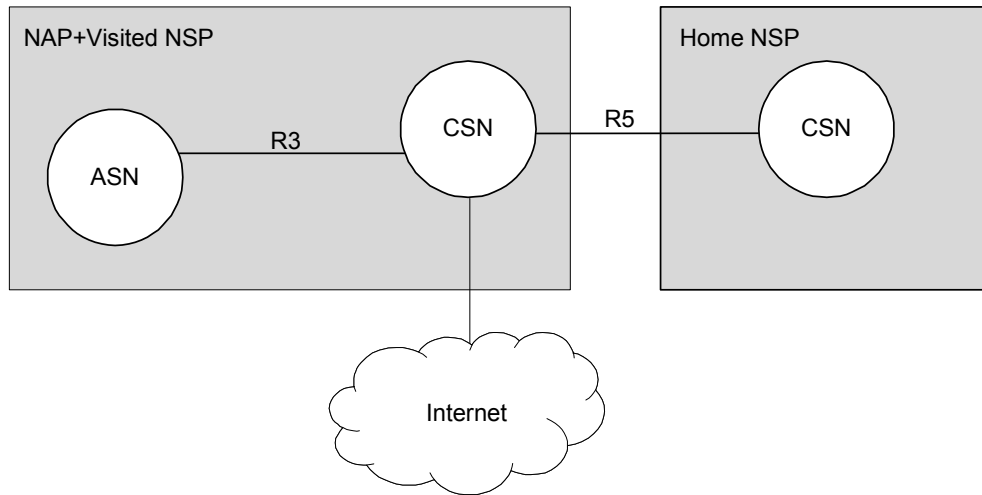 NAP+Visited NSP
Home NSP
ASN
R3
CSN
R5
CSN
Internet